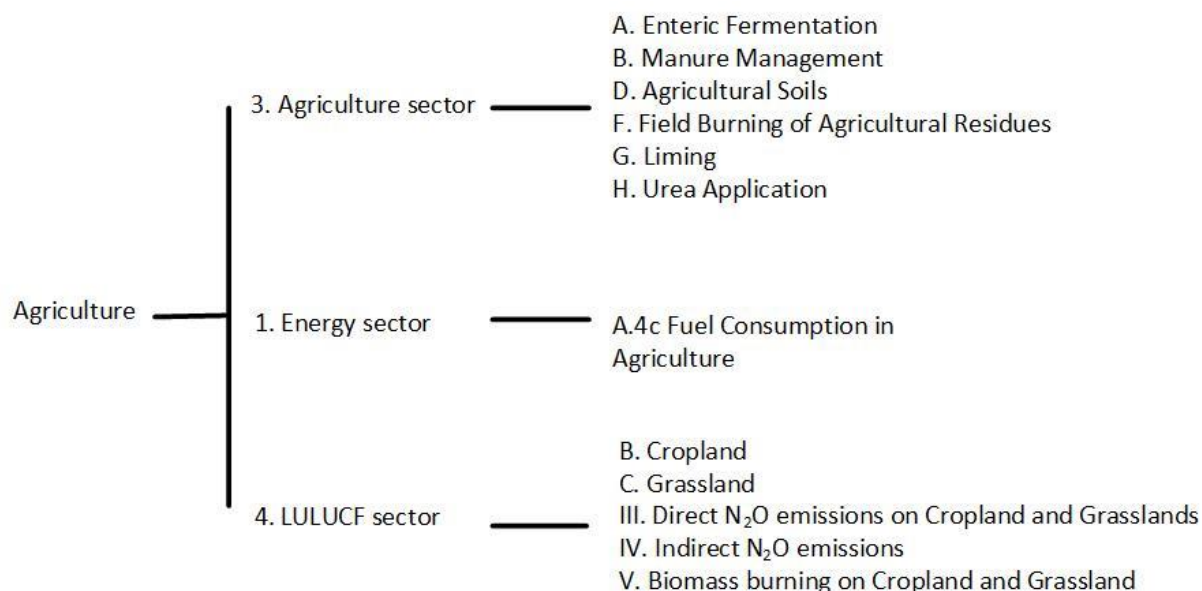 A. Enteric Fermentation
B. Manure Management
3. Agriculture sector
D. Agricultural Soils
F. Field Burning of Agricultural Residues
G. Liming
H. Urea Application
Agriculture
1. Energy sector
A.4c Fuel Consumption in
Agriculture
B. Cropland
C. Grassland
4. LULUCF sector
III. Direct N₂O emissions on Cropland and Grasslands
IV. Indirect N₂O emissions
V. Biomass burning on Cropland and Grassland